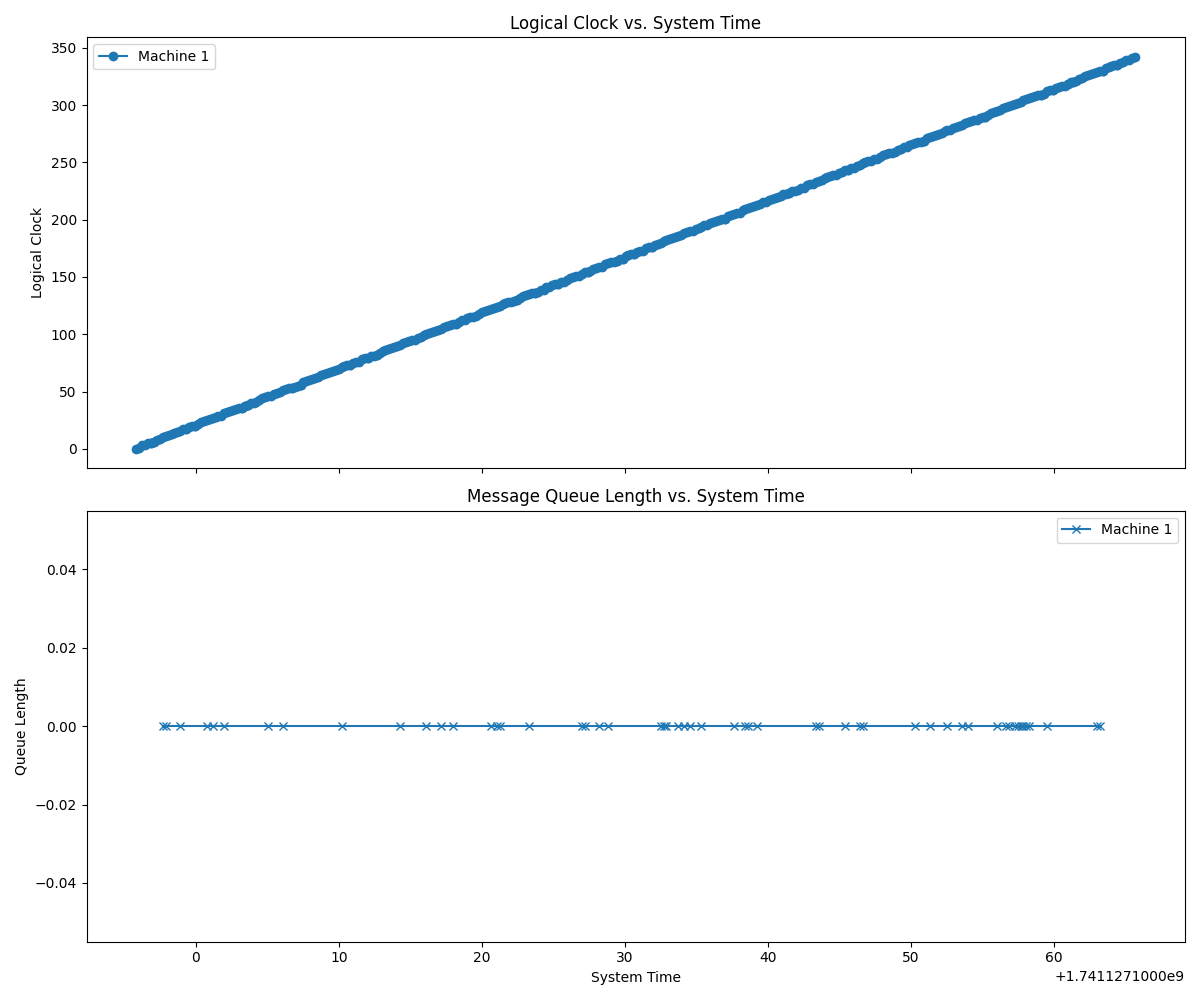 Logical Clock vs. System Time
Machine 1
350
300
250
200
150
100
50
0
Logical Clock
Message Queue Length vs. System Time
Machine 1
0.04
0.02
0.00
−0.02
−0.04
Queue Length
0 10 20 30 40 50 60
System Time
+1.7411271000e9